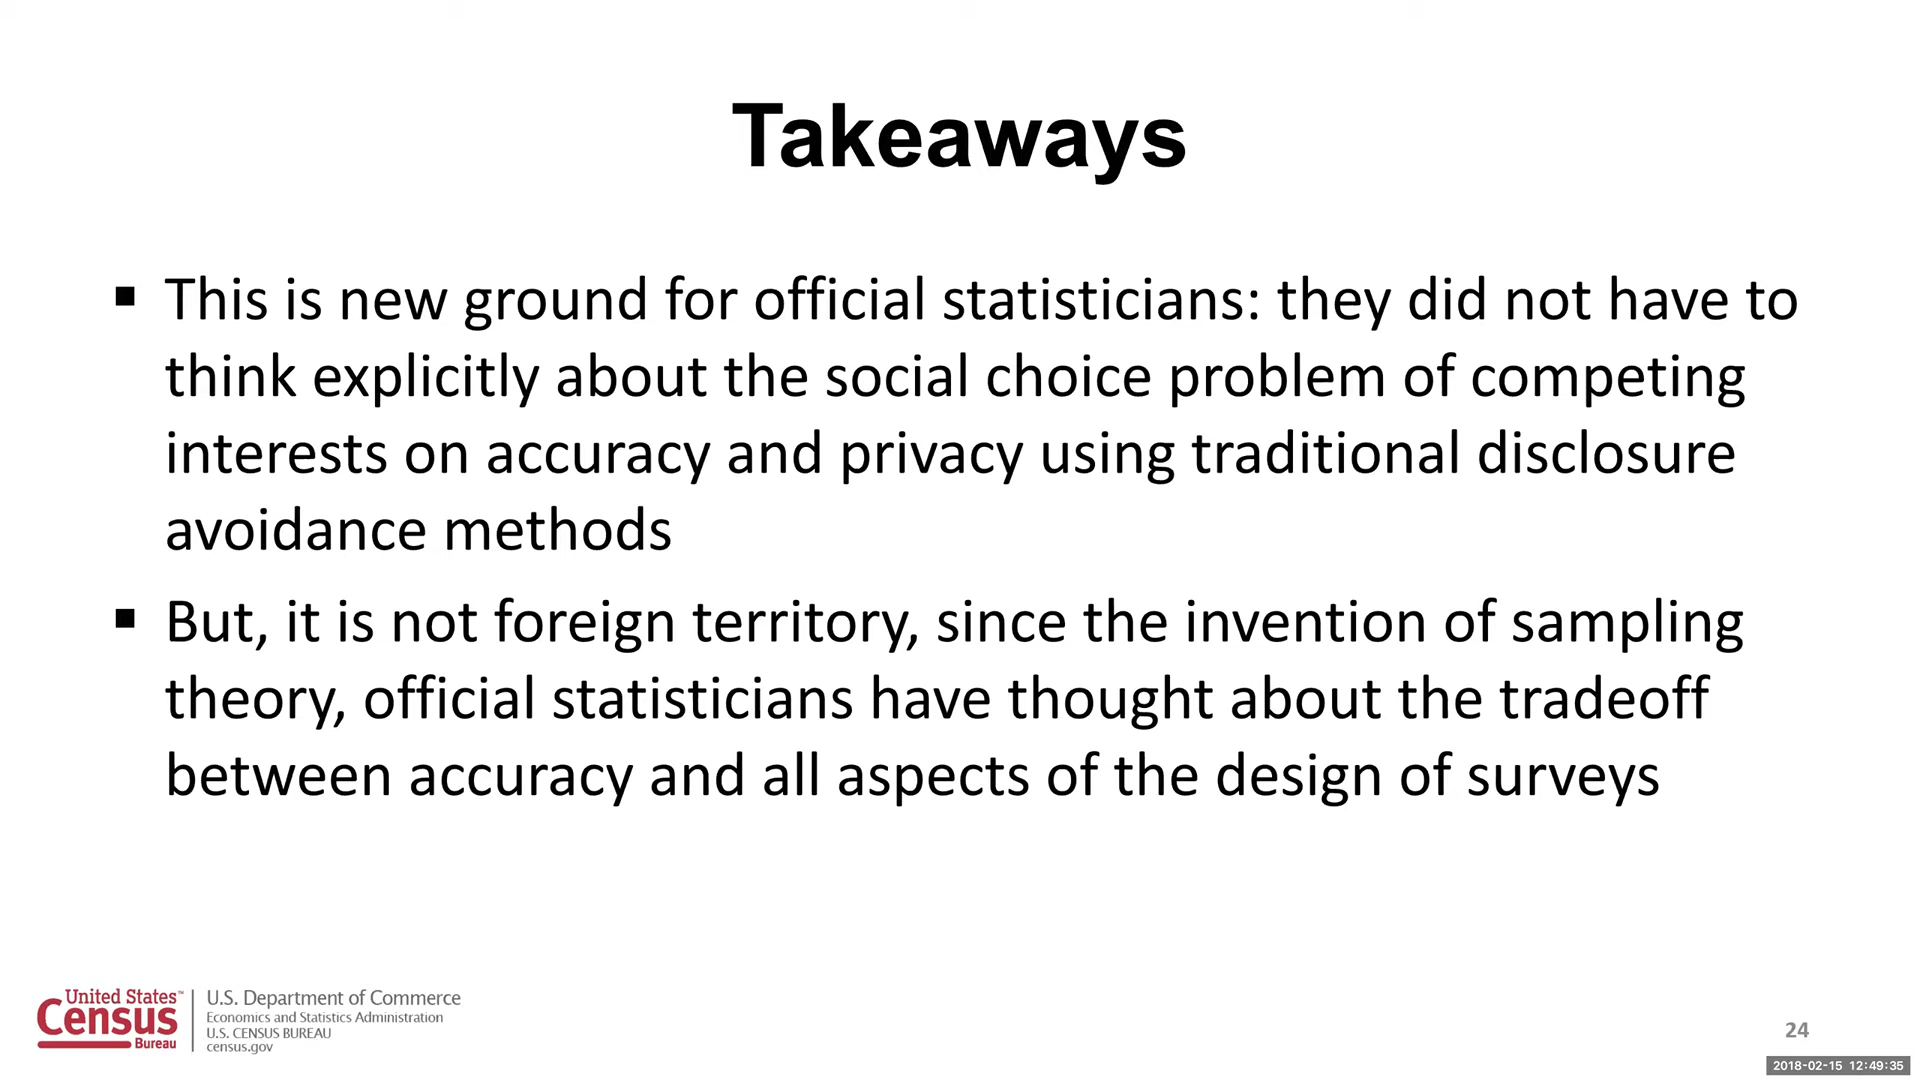 Takeaways
▪ This is new ground for official statisticians: they did not have to
think explicitly about the social choice problem of competing
interests on accuracy and privacy using traditional disclosure
avoidance methods
▪ But, it is not foreign territory, since the invention of sampling
theory, official statisticians have thought about the tradeoff
between accuracy and all aspects of the design of surveys
United States™
Census
Bureau
U.S. Department of Commerce
Economics and Statistics Administration
U.S. CENSUS BUREAU
census.gov
24
2018-02-15 12:49:35